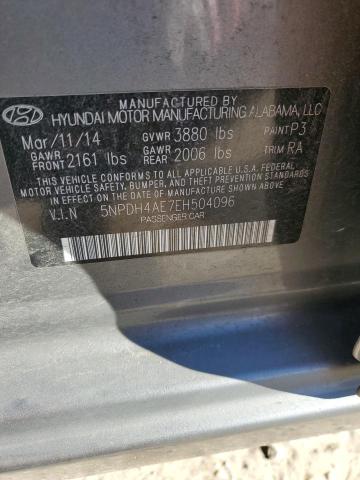 MANUFACTURED BY
HYUNDAI MOTOR MANUFACTURING ALABAMA, LLC
Mar/11/14 GVWR 3880 lbs PAINT P3
GAWR FRONT 2161 lbs GAWR REAR 2006 lbs TRIM RA
THIS VEHICLE CONFORMS TO ALL APPLICABLE U.S.A. FEDERAL
MOTOR VEHICLE SAFETY, BUMPER, AND THEFT PREVENTION
STANDARDS IN EFFECT ON THE DATE OF MANUFACTURE SHOWN ABOVE.
V.I.N 5NPDH4AE7EH504096
PASSENGER CAR